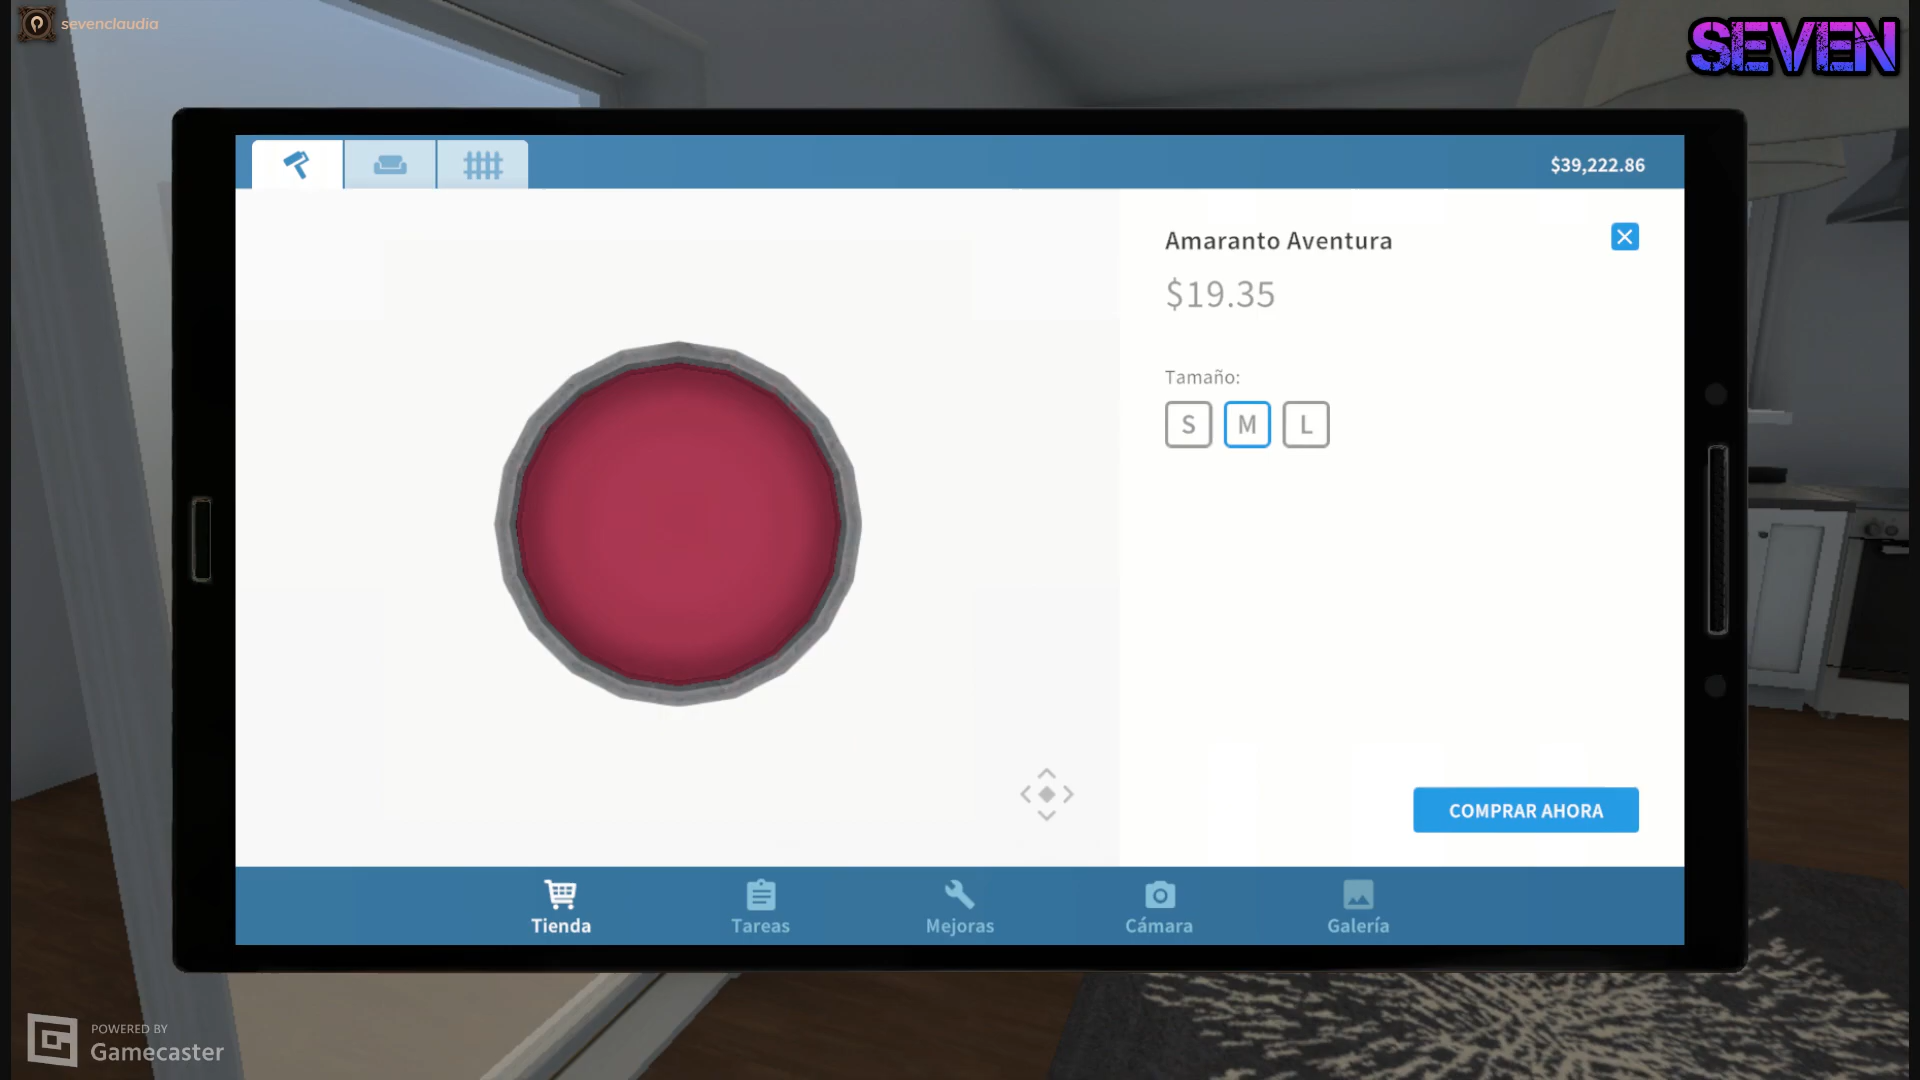 sevenclaudia
SEVEN
$39,222.86
Amaranto Aventura
$19.35
Tamaño:
S M L
COMPRAR AHORA
Tienda Tareas Mejoras Cámara Galería
POWERED BY
Gamecaster